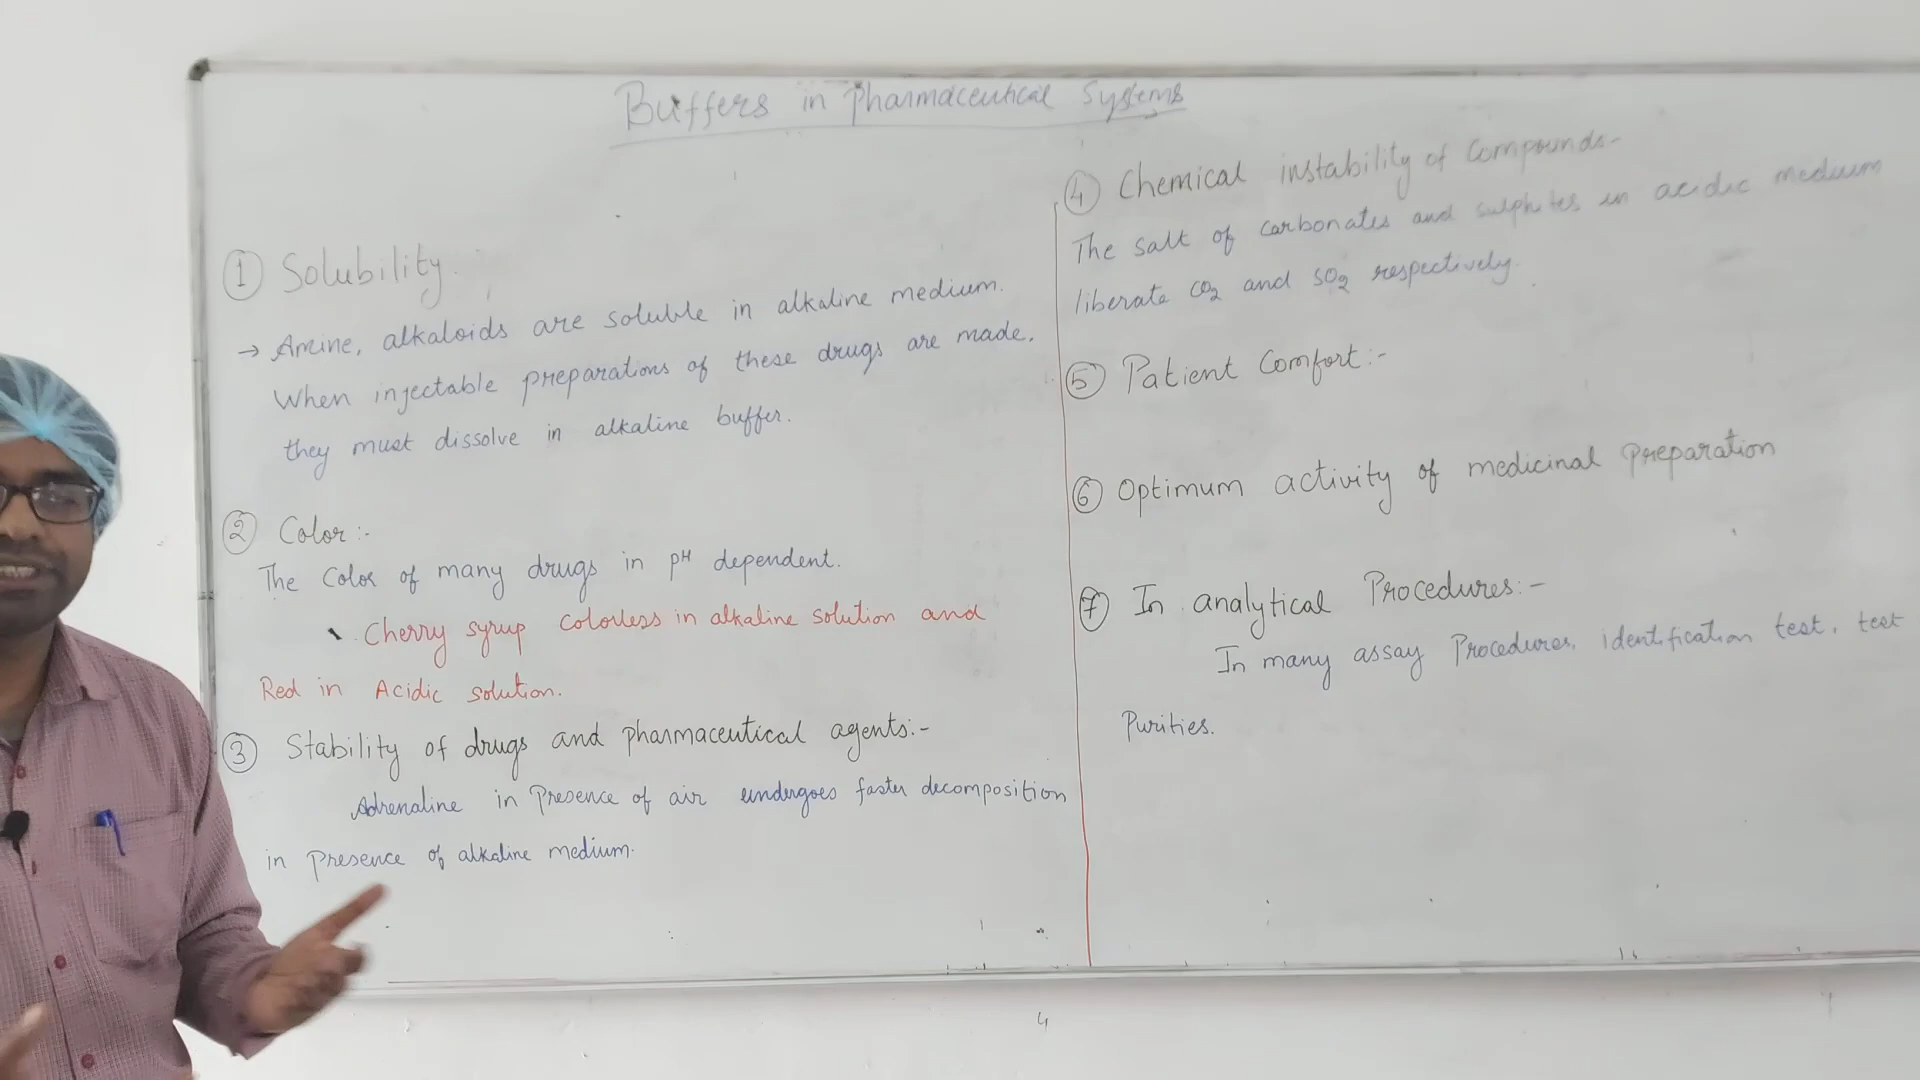 Buffers in Pharmaceutical Systems
① Solubility.
→ Amine, alkaloids are soluble in alkaline medium.
When injectable preparations of these drugs are made,
they must dissolve in alkaline buffer.
② Color:-
The Color of many drugs in pH dependent.
Cherry syrup colorless in alkaline solution and
Red in Acidic solution.
③ Stability of drugs and pharmaceutical agents:-
Adrenaline in presence of air undergoes faster decomposition
in presence of alkaline medium.
④ Chemical instability of Compounds-
The salt of carbonates and sulphites in acidic medium
liberate CO2 and SO2 respectively.
⑤ Patient Comfort:-
⑥ Optimum activity of medicinal preparation
⑦ In analytical Procedures:-
In many assay Procedures, identification test, test
Purities.
4